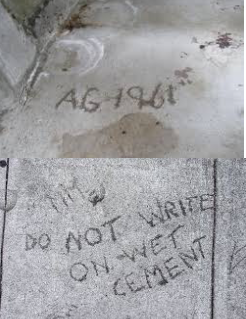 AG-1961
DO NOT WRITE
ON WET
CEMENT